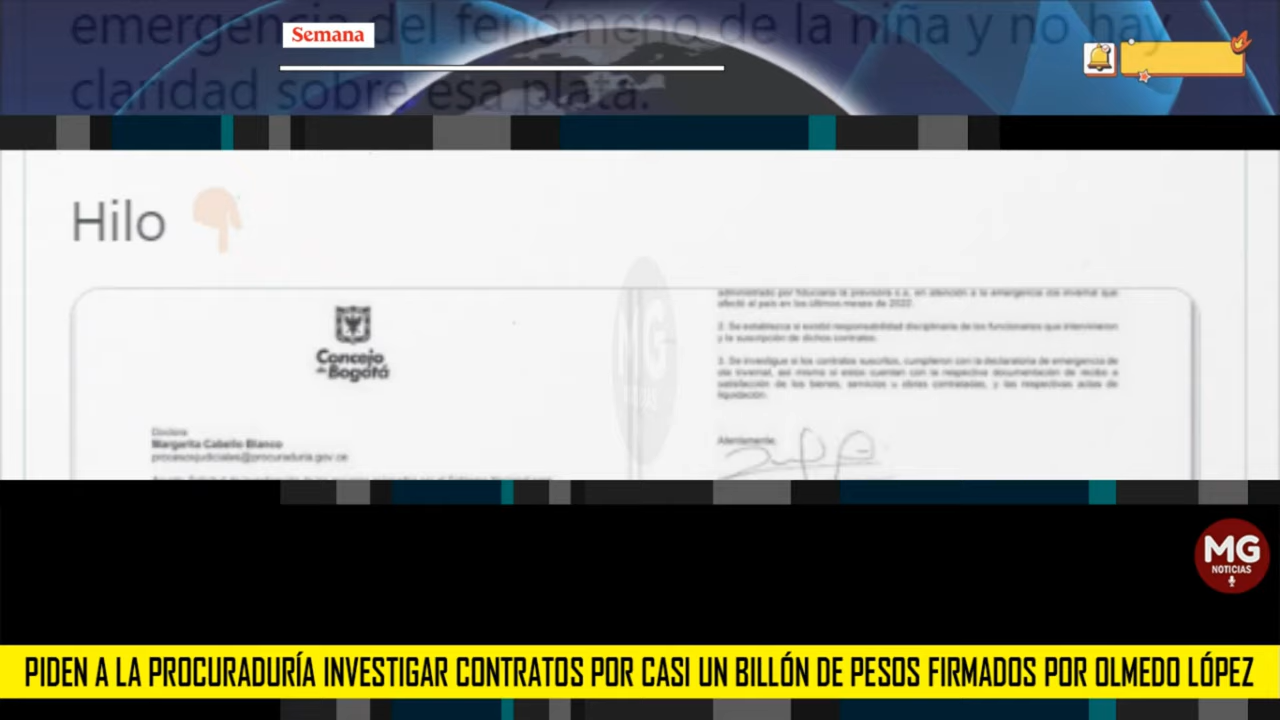 emergencia del fenómeno de la niña y no hay
Semana
claridad sobre esa plata.
Hilo
Concejo
de Bogotá
Doctora
Margarita Cabello Blanco
procesosjudiciales@procuraduria.gov.co
administrado por fiduciaria la previsora s.a, en atención a la emergencia ola invernal que
afectó al país en los últimos meses de 2022.
2. Se establezca si existió responsabilidad disciplinaria de los funcionarios que intervinieron
y la suscripción de dichos contratos.
3. Se investigue si los contratos suscritos, cumplieron con la declaratoria de emergencia de
ola invernal, así mismo si estos cuentan con la respectiva documentación de recibo a
satisfacción de los bienes, servicios u obras contratadas, y las respectivas actas de
liquidación.
Atentamente,
MG
MG
NOTICIAS
PIDEN A LA PROCURADURÍA INVESTIGAR CONTRATOS POR CASI UN BILLÓN DE PESOS FIRMADOS POR OLMEDO LÓPEZ